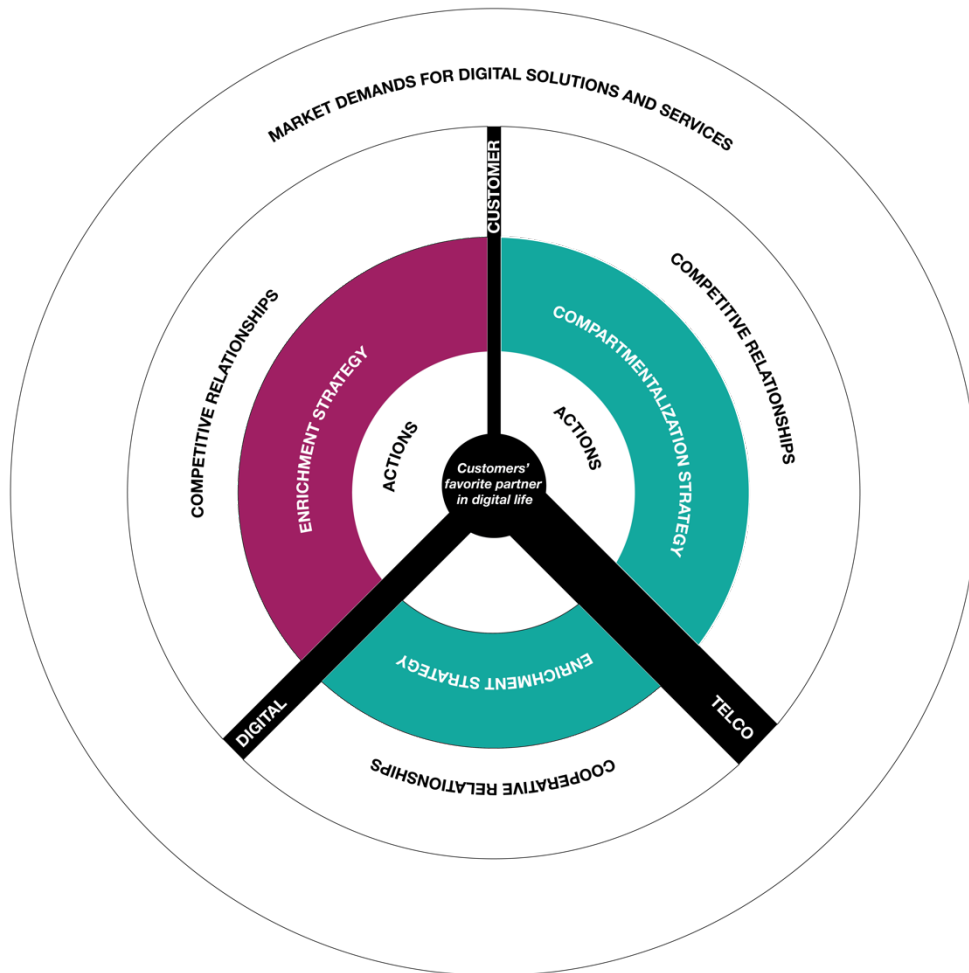 MARKET DEMANDS FOR DIGITAL SOLUTIONS AND SERVICES
CUSTOMER
COMPETITIVE RELATIONSHIPS
ENRICHMENT STRATEGY
ACTIONS
ACTIONS
COMPARTMENTALIZATION STRATEGY
COMPETITIVE RELATIONSHIPS
Customers'
favorite partner
in digital life
DIGITAL
ENRICHMENT STRATEGY
TELCO
COOPERATIVE RELATIONSHIPS